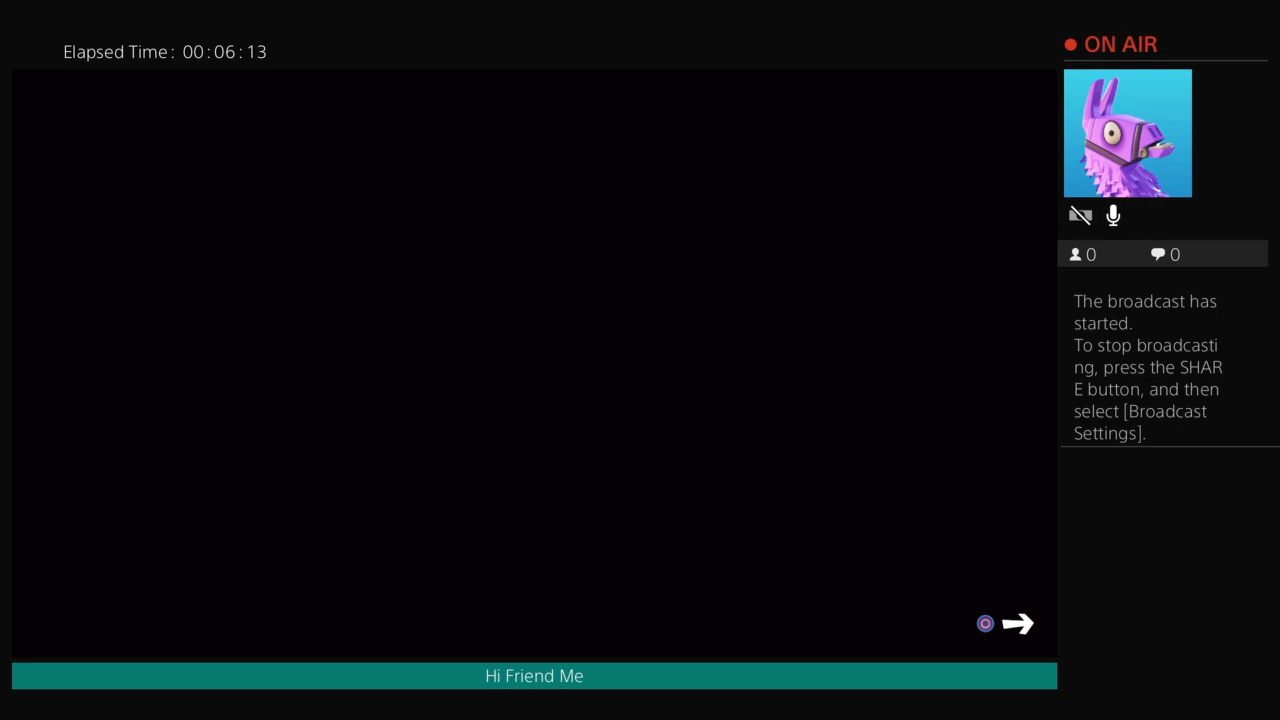 Elapsed Time: 00:06:13
ON AIR
0 0
The broadcast has
started.
To stop broadcasti
ng, press the SHAR
E button, and then
select [Broadcast
Settings].
Hi Friend Me